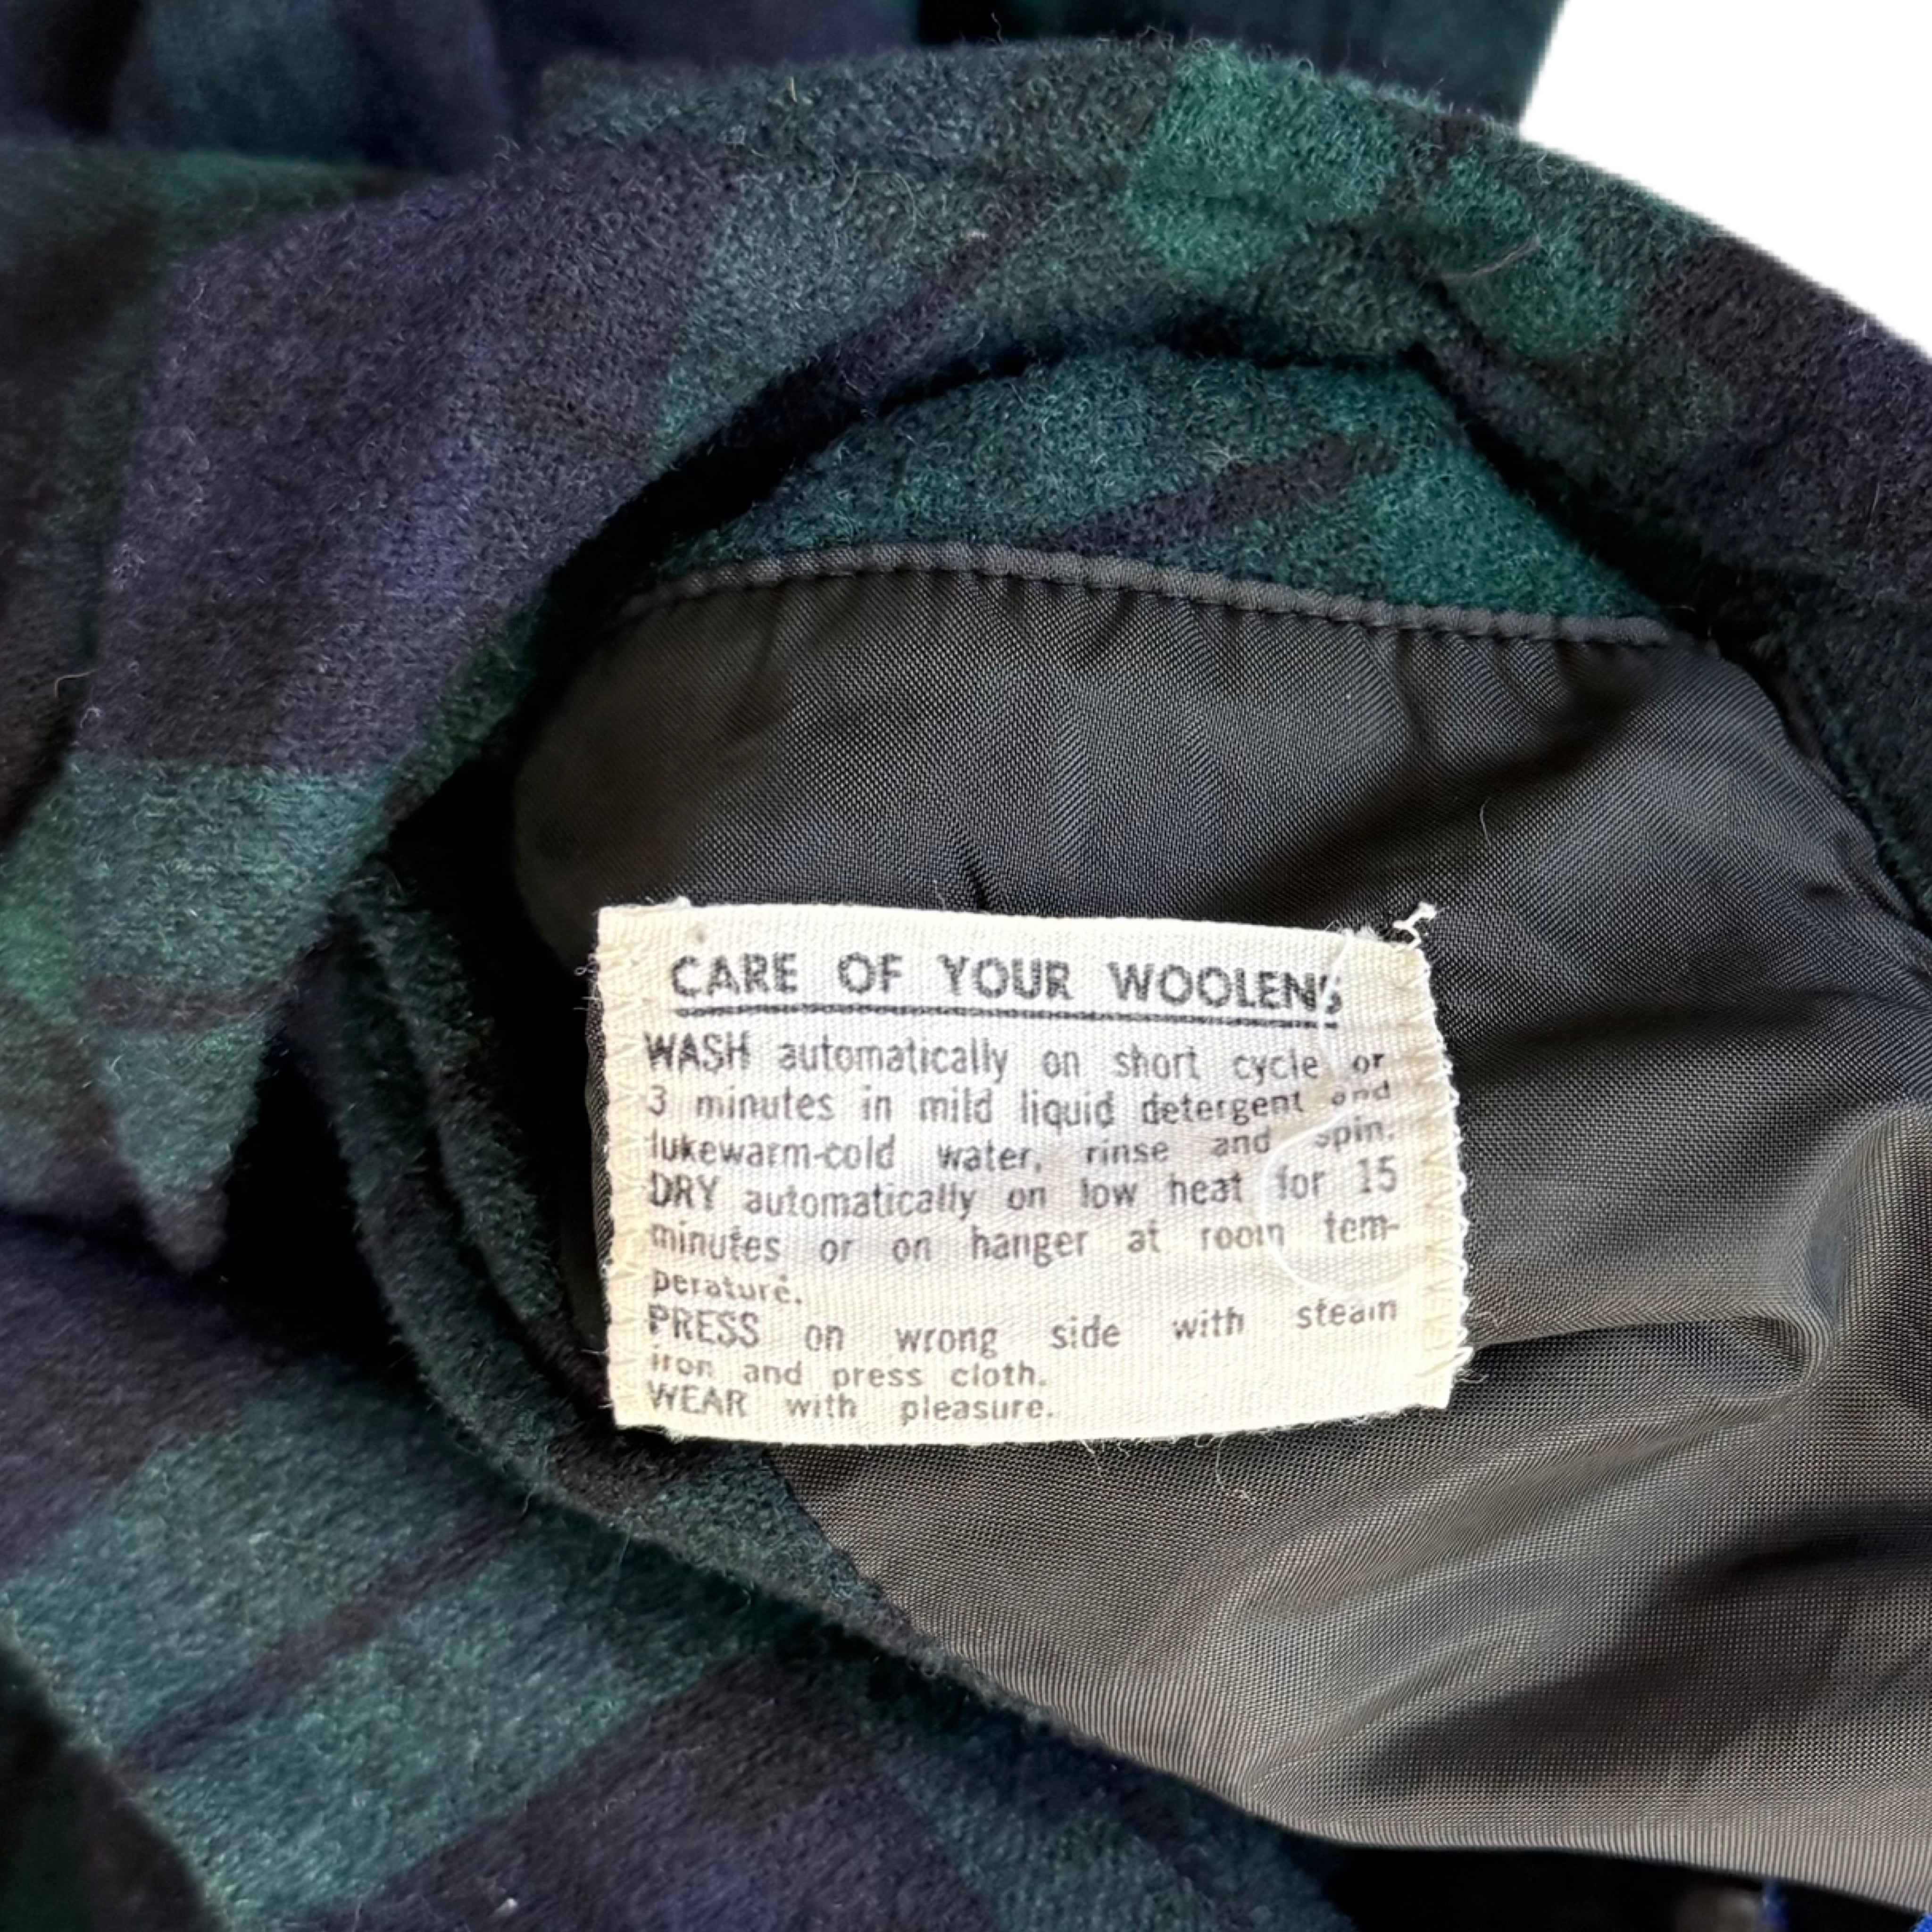 CARE OF YOUR WOOLENS
WASH automatically on short cycle or
3 minutes in mild liquid detergent and
lukewarm-cold water, rinse and spin.
DRY automatically on low heat for 15
minutes or on hanger at room tem-
perature.
PRESS on wrong side with steam
iron and press cloth.
WEAR with pleasure.